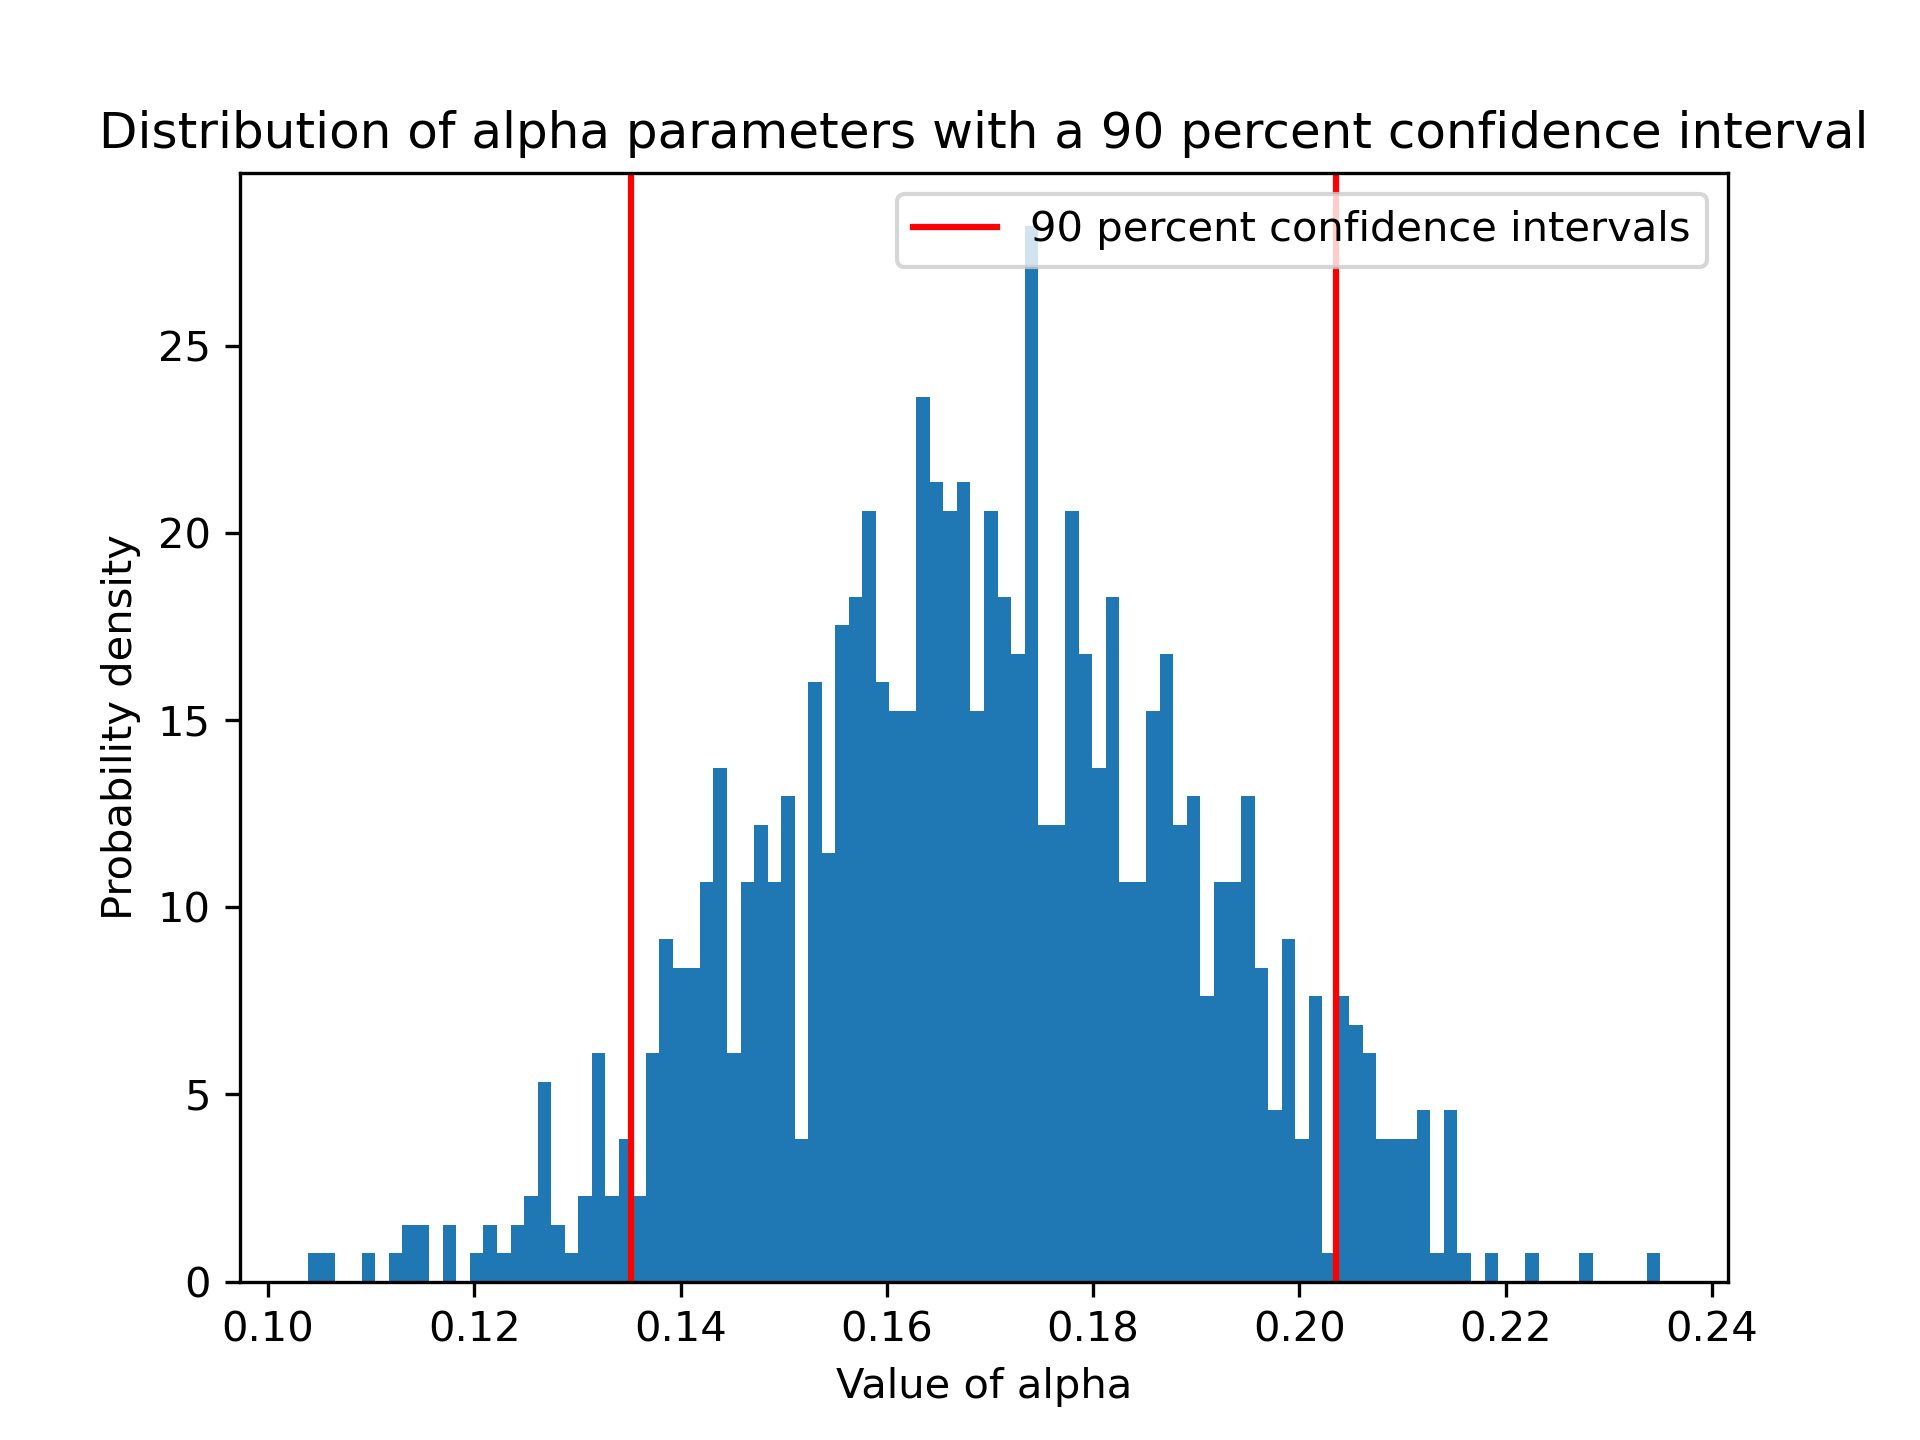 Distribution of alpha parameters with a 90 percent confidence interval
90 percent confidence intervals
25
20
15
10
5
0
Probability density
0.10 0.12 0.14 0.16 0.18 0.20 0.22 0.24
Value of alpha